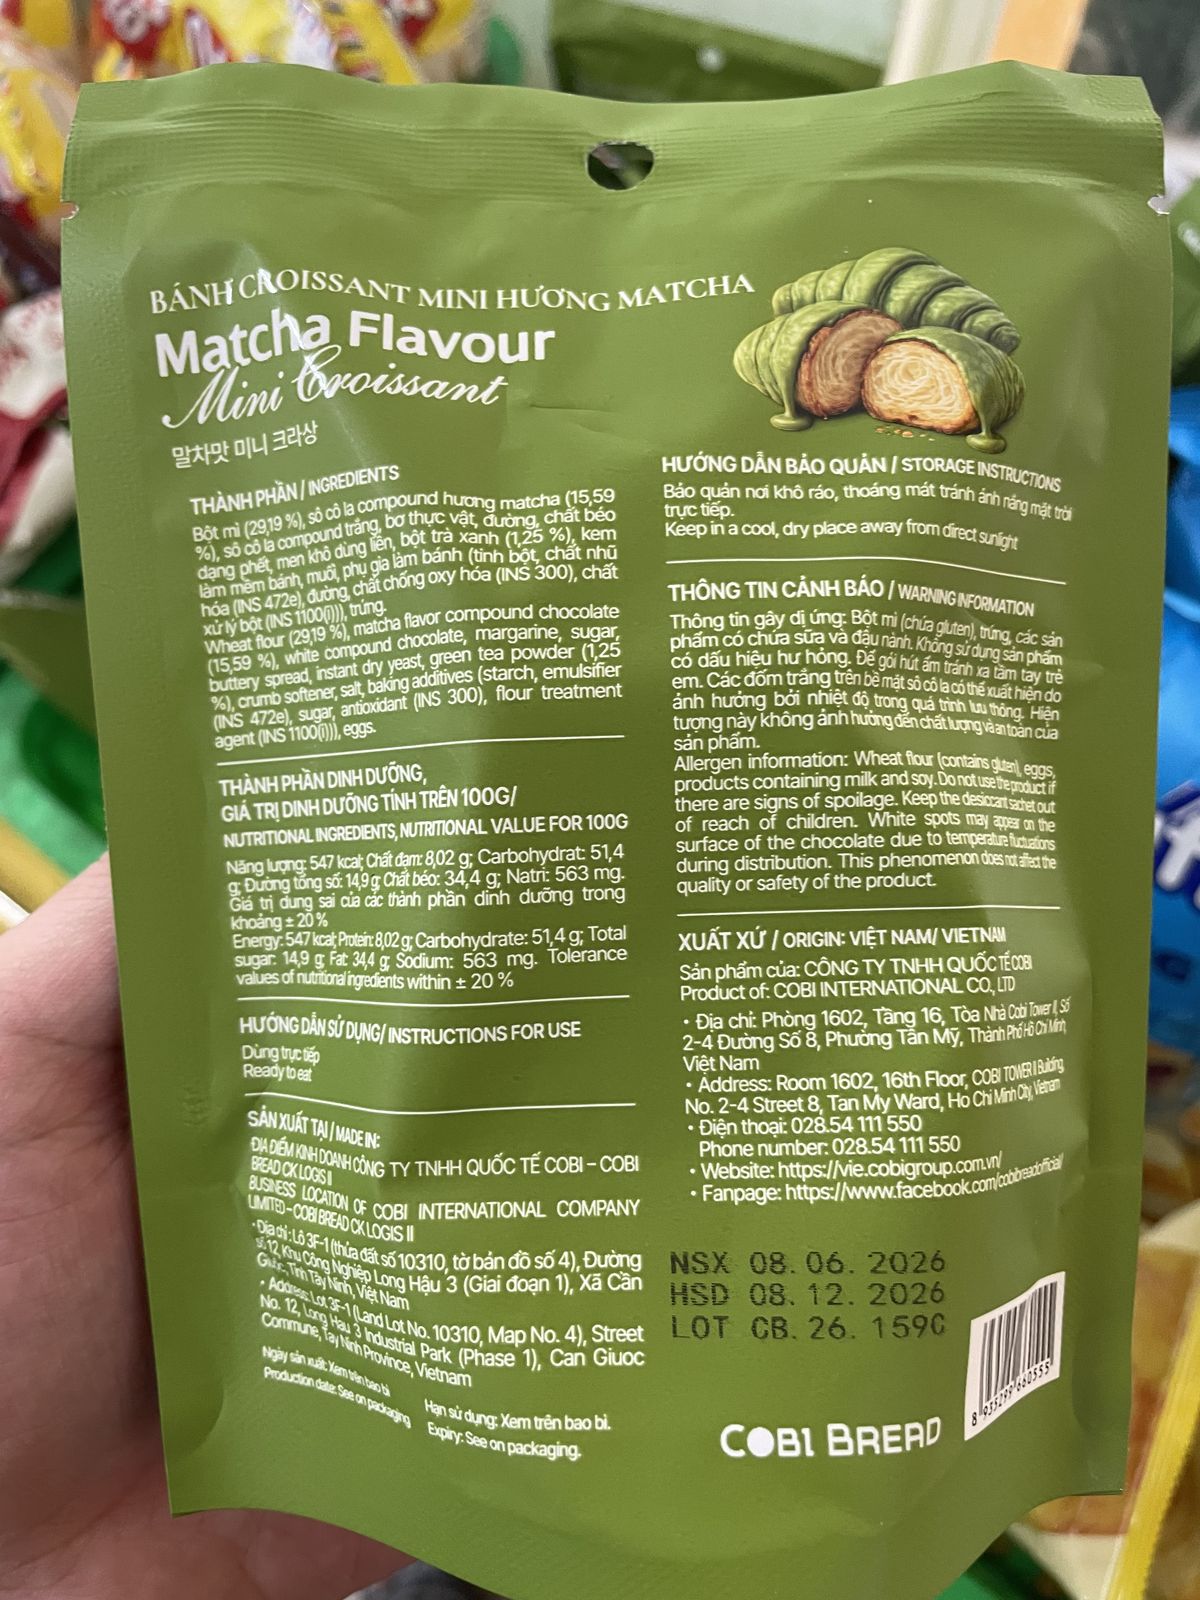 BÁNH CROISSANT MINI HƯƠNG MATCHA
Matcha Flavour
Mini Croissant
말차맛 미니 크라상
THÀNH PHẦN / INGREDIENTS
Bột mì (29,19 %), sô cô la compound hương matcha (15,59
%), sô cô la compound trắng, bơ thực vật, đường, chất béo
dạng phết, men khô dùng liền, bột trà xanh (1,25 %), kem
làm mềm bánh, muối, phụ gia làm bánh (tinh bột, chất nhũ
hóa (INS 472e), đường, chất chống oxy hóa (INS 300), chất
xử lý bột (INS 1100(i))), trứng.
Wheat flour (29,19 %), matcha flavor compound chocolate
(15,59 %), white compound chocolate, margarine, sugar,
buttery spread, instant dry yeast, green tea powder (1,25
%), crumb softener, salt, baking additives (starch, emulsifier
(INS 472e), sugar, antioxidant (INS 300), flour treatment
agent (INS 1100(i))), eggs.
THÀNH PHẦN DINH DƯỠNG,
GIÁ TRỊ DINH DƯỠNG TÍNH TRÊN 100G/
NUTRITIONAL INGREDIENTS, NUTRITIONAL VALUE FOR 100G
Năng lượng: 547 kcal; Chất đạm: 8,02 g; Carbohydrat: 51,4
g; Đường tổng số: 14,9 g; Chất béo: 34,4 g; Natri: 563 mg.
Giá trị dung sai của các thành phần dinh dưỡng trong
khoảng ± 20 %
Energy: 547 kcal; Protein: 8,02 g; Carbohydrate: 51,4 g; Total
sugar: 14,9 g; Fat: 34,4 g; Sodium: 563 mg. Tolerance
values of nutritional ingredients within ± 20 %
HƯỚNG DẪN SỬ DỤNG/ INSTRUCTIONS FOR USE
Dùng trực tiếp
Ready to eat
SẢN XUẤT TẠI / MADE IN:
ĐỊA ĐIỂM KINH DOANH CÔNG TY TNHH QUỐC TẾ COBI – COBI
BREAD CK LOGIS II
BUSINESS LOCATION OF COBI INTERNATIONAL COMPANY
LIMITED – COBI BREAD CK LOGIS II
• Địa chỉ: Lô 3F-1 (thửa đất số 10310, tờ bản đồ số 4), Đường
số 12, Khu Công Nghiệp Long Hậu 3 (Giai đoạn 1), Xã Cần
Giuộc, Tỉnh Tây Ninh, Việt Nam
• Address: Lot 3F-1 (Land Lot No. 10310, Map No. 4), Street
No. 12, Long Hau 3 Industrial Park (Phase 1), Can Giuoc
Commune, Tay Ninh Province, Vietnam
Ngày sản xuất: Xem trên bao bì
Production date: See on packaging
Hạn sử dụng: Xem trên bao bì.
Expiry: See on packaging.
HƯỚNG DẪN BẢO QUẢN / STORAGE INSTRUCTIONS
Bảo quản nơi khô ráo, thoáng mát tránh ánh nắng mặt trời
trực tiếp.
Keep in a cool, dry place away from direct sunlight
THÔNG TIN CẢNH BÁO / WARNING INFORMATION
Thông tin gây dị ứng: Bột mì (chứa gluten), trứng, các sản
phẩm có chứa sữa và đậu nành. Không sử dụng sản phẩm
có dấu hiệu hư hỏng. Để gói hút ẩm tránh xa tầm tay trẻ
em. Các đốm trắng trên bề mặt sô cô la có thể xuất hiện do
ảnh hưởng bởi nhiệt độ trong quá trình lưu thông. Hiện
tượng này không ảnh hưởng đến chất lượng và an toàn của
sản phẩm.
Allergen information: Wheat flour (contains gluten), eggs,
products containing milk and soy. Do not use the product if
there are signs of spoilage. Keep the desiccant sachet out
of reach of children. White spots may appear on the
surface of the chocolate due to temperature fluctuations
during distribution. This phenomenon does not affect the
quality or safety of the product.
XUẤT XỨ / ORIGIN: VIỆT NAM/ VIETNAM
Sản phẩm của: CÔNG TY TNHH QUỐC TẾ COBI
Product of: COBI INTERNATIONAL CO., LTD
• Địa chỉ: Phòng 1602, Tầng 16, Tòa Nhà Cobi Tower II, Số
2-4 Đường Số 8, Phường Tân Mỹ, Thành Phố Hồ Chí Minh,
Việt Nam
• Address: Room 1602, 16th Floor, COBI TOWER II Building,
No. 2-4 Street 8, Tan My Ward, Ho Chi Minh City, Vietnam
• Điện thoại: 028.54 111 550
Phone number: 028.54 111 550
• Website: https://vie.cobigroup.com.vn/
• Fanpage: https://www.facebook.com/cobibreadofficial/
NSX 08. 06. 2026
HSD 08. 12. 2026
LOT CB. 26. 159C
8 935299 660555
COBI BREAD